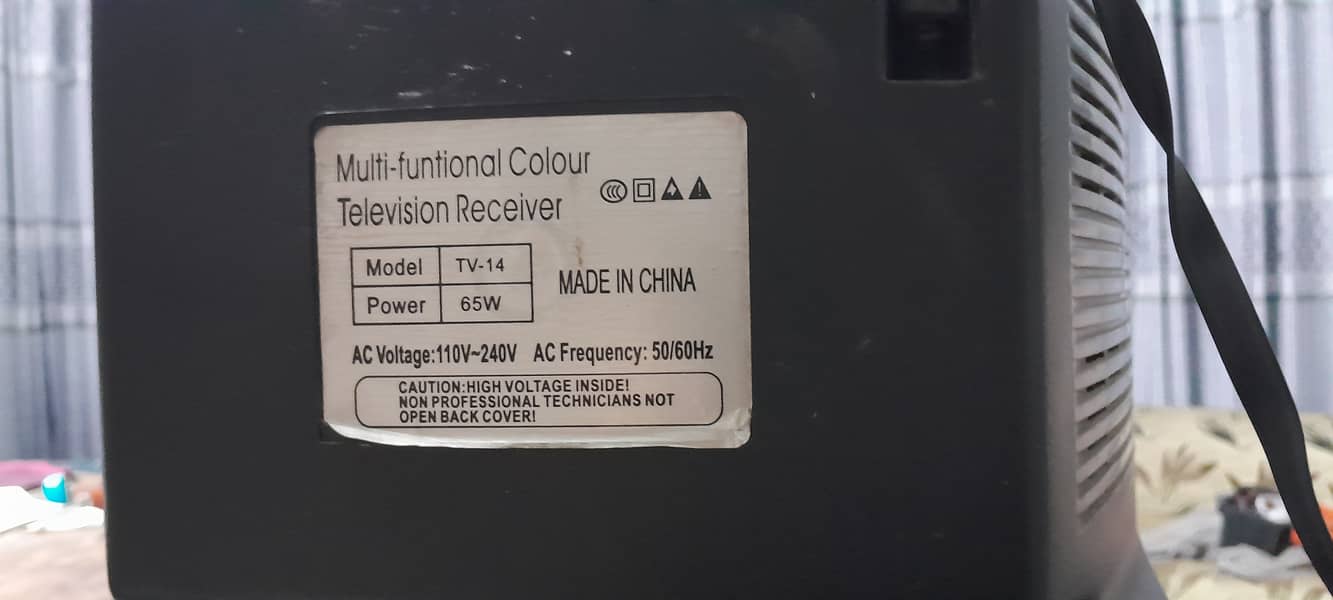 Multi-funtional Colour
Television Receiver
Model TV-14
Power 65W
MADE IN CHINA
AC Voltage:110V~240V AC Frequency: 50/60Hz
CAUTION:HIGH VOLTAGE INSIDE!
NON PROFESSIONAL TECHNICIANS NOT
OPEN BACK COVER!